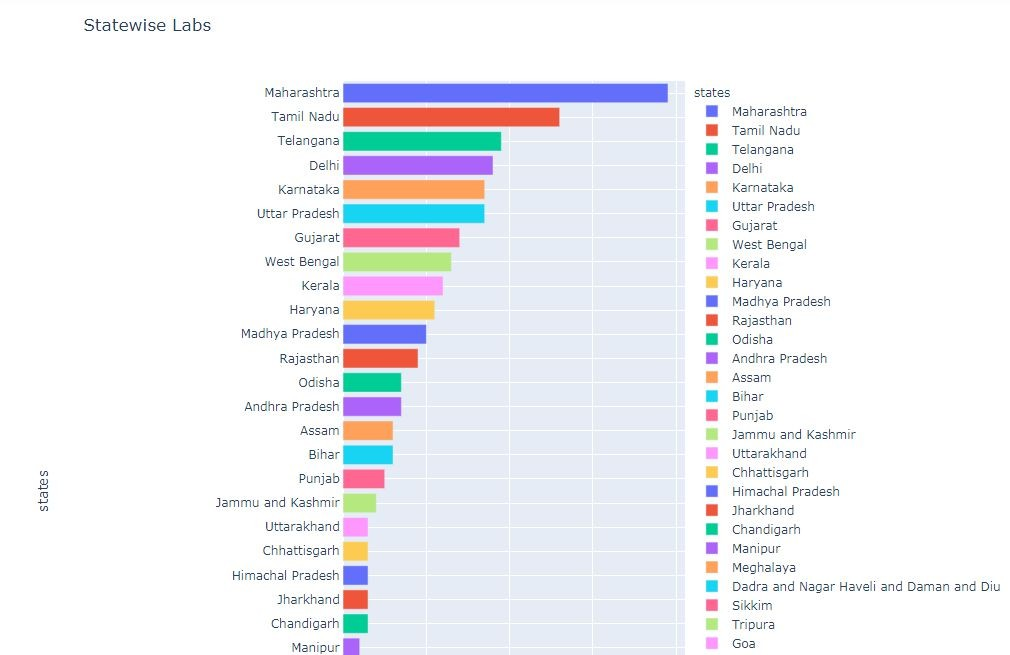 Statewise Labs
Maharashtra
Tamil Nadu
Telangana
Delhi
Karnataka
Uttar Pradesh
Gujarat
West Bengal
Kerala
Haryana
Madhya Pradesh
Rajasthan
Odisha
Andhra Pradesh
Assam
Bihar
Punjab
Jammu and Kashmir
Uttarakhand
Chhattisgarh
Himachal Pradesh
Jharkhand
Chandigarh
Manipur
states
states
Maharashtra
Tamil Nadu
Telangana
Delhi
Karnataka
Uttar Pradesh
Gujarat
West Bengal
Kerala
Haryana
Madhya Pradesh
Rajasthan
Odisha
Andhra Pradesh
Assam
Bihar
Punjab
Jammu and Kashmir
Uttarakhand
Chhattisgarh
Himachal Pradesh
Jharkhand
Chandigarh
Manipur
Meghalaya
Dadra and Nagar Haveli and Daman and Diu
Sikkim
Tripura
Goa